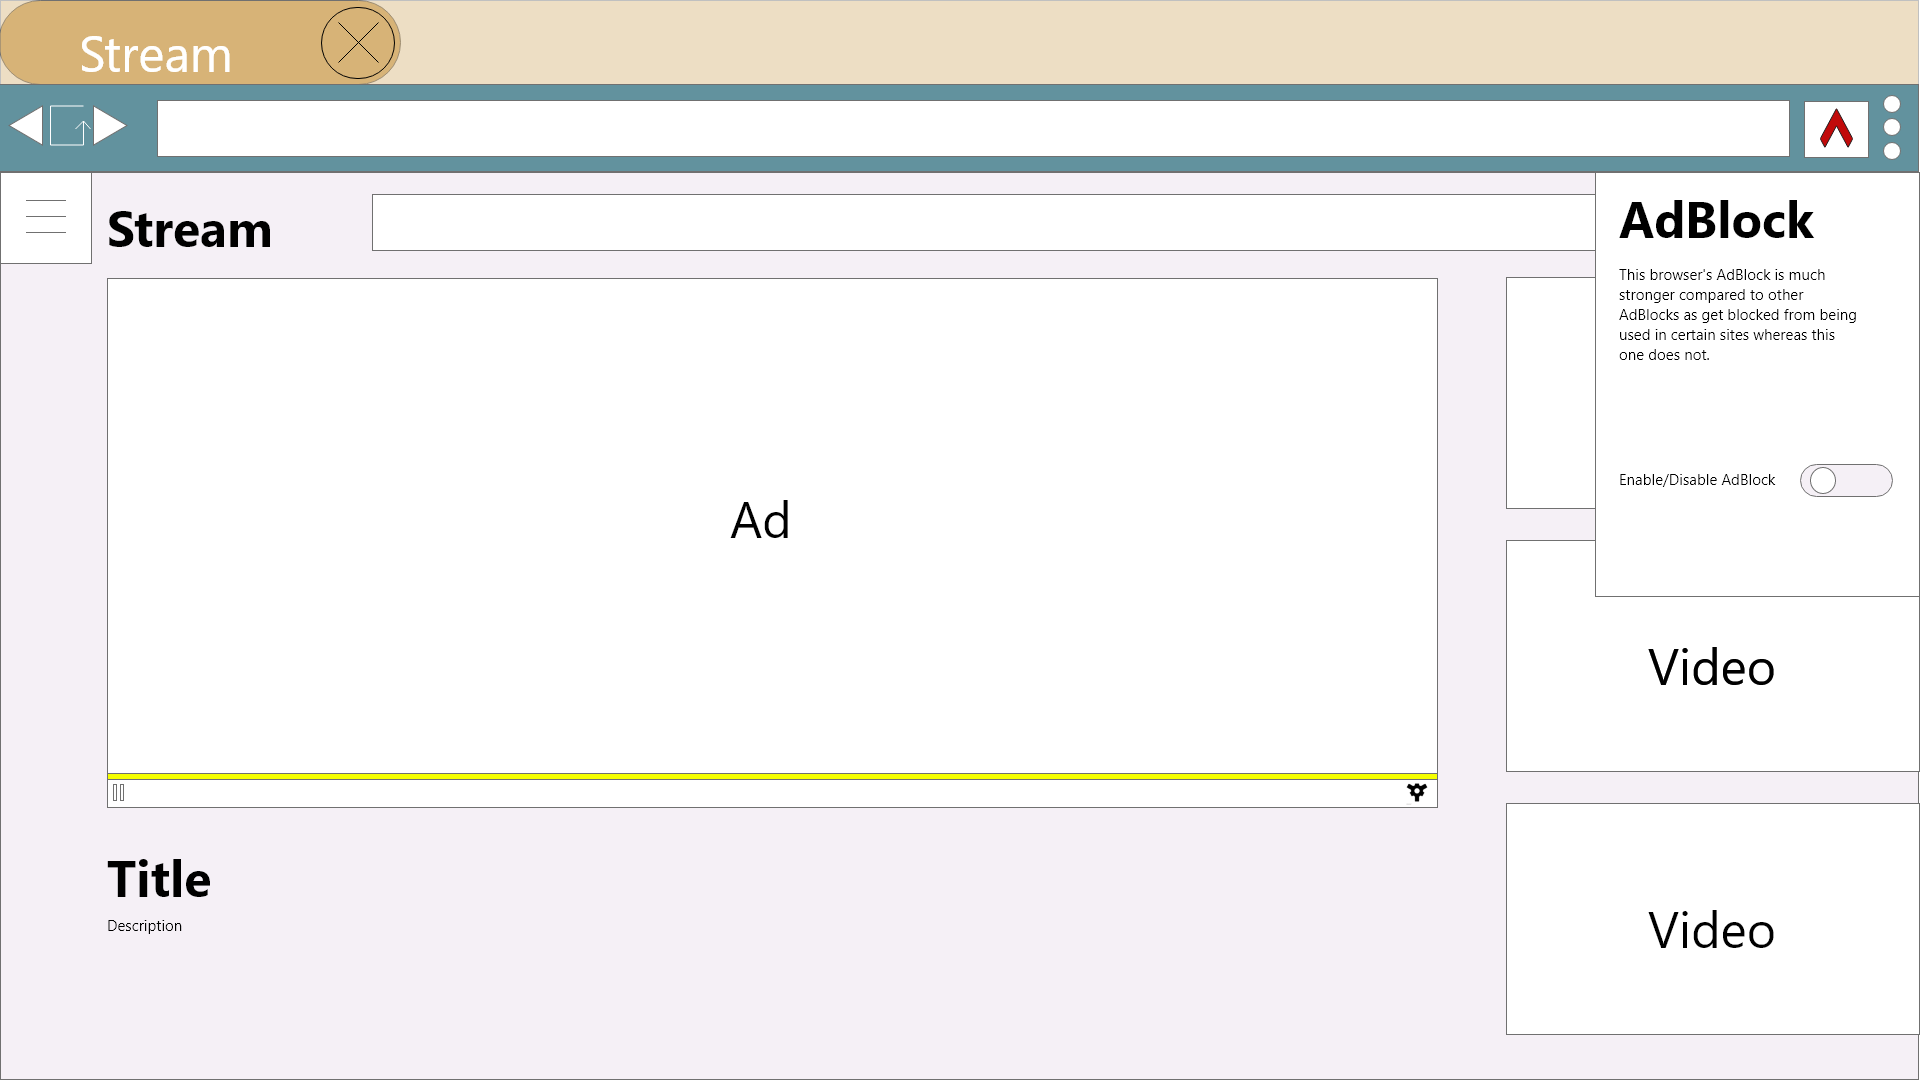 Stream
Stream
AdBlock
This browser's AdBlock is much
stronger compared to other
AdBlocks as get blocked from being
used in certain sites whereas this
one does not.
Enable/Disable AdBlock
Ad
Video
Video
Title
Description